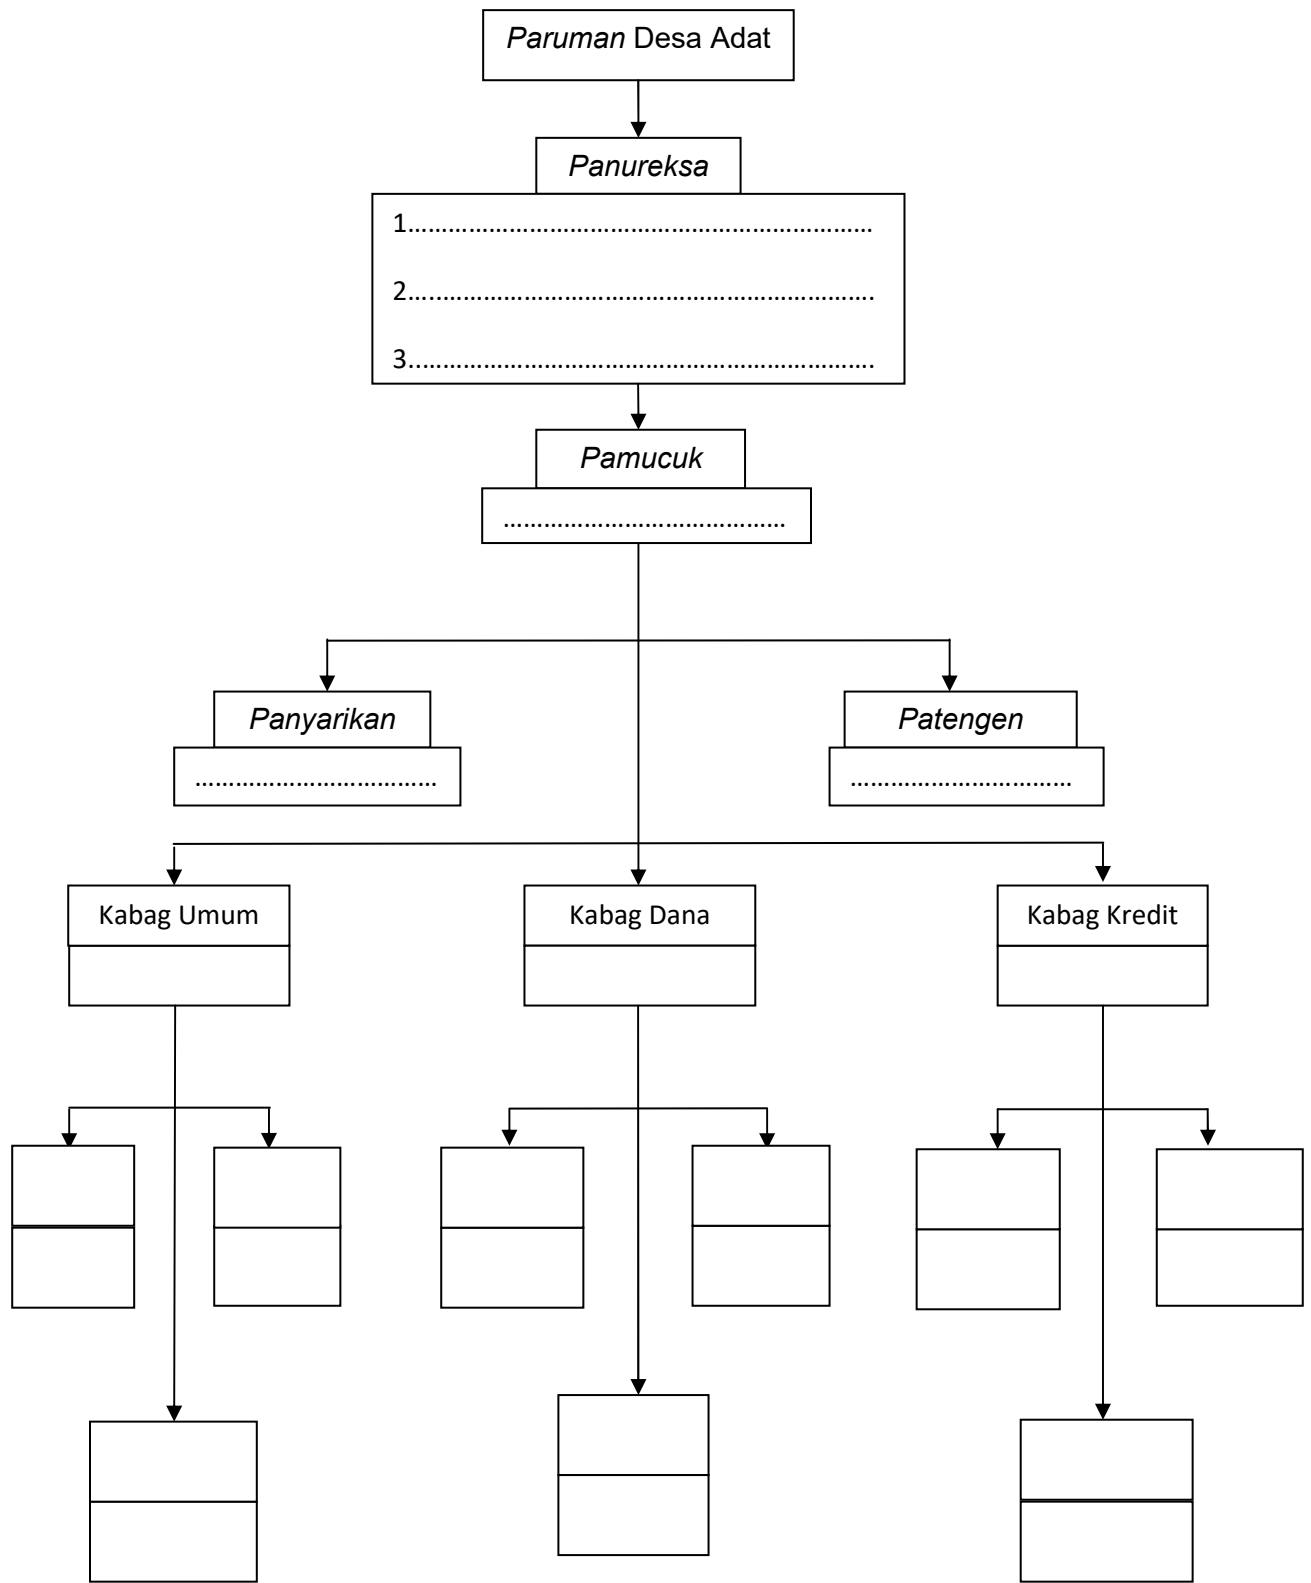 Paruman Desa Adat
Panureksa
1……………………………………………………………
2……………………………………………………………
3……………………………………………………………
Pamucuk
……………………………………
Panyarikan
Patengen
………………………………
……………………………
Kabag Umum
Kabag Dana
Kabag Kredit